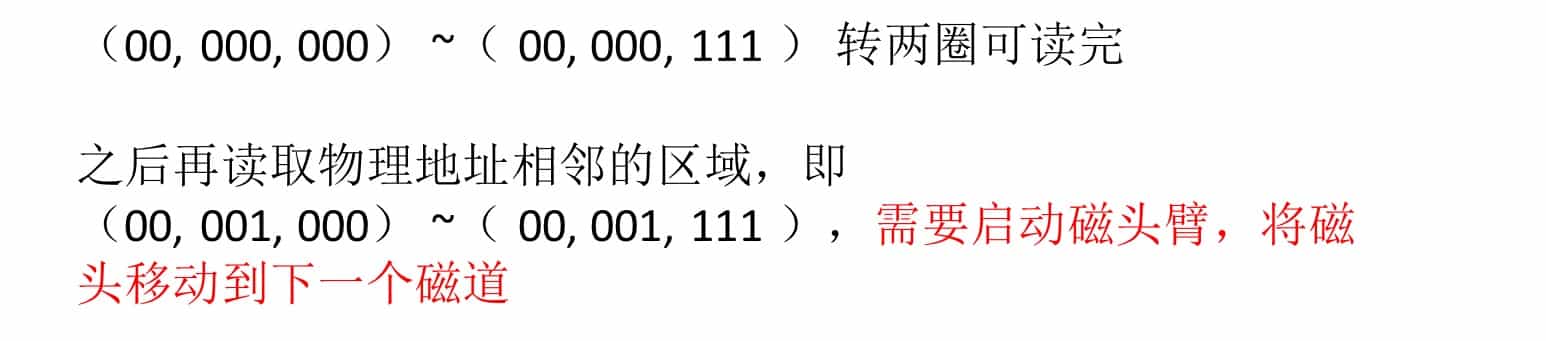 （00, 000, 000） ~（ 00, 000, 111 ） 转两圈可读完
之后再读取物理地址相邻的区域，即
（00, 001, 000） ~（ 00, 001, 111 ），需要启动磁头臂，将磁
头移动到下一个磁道